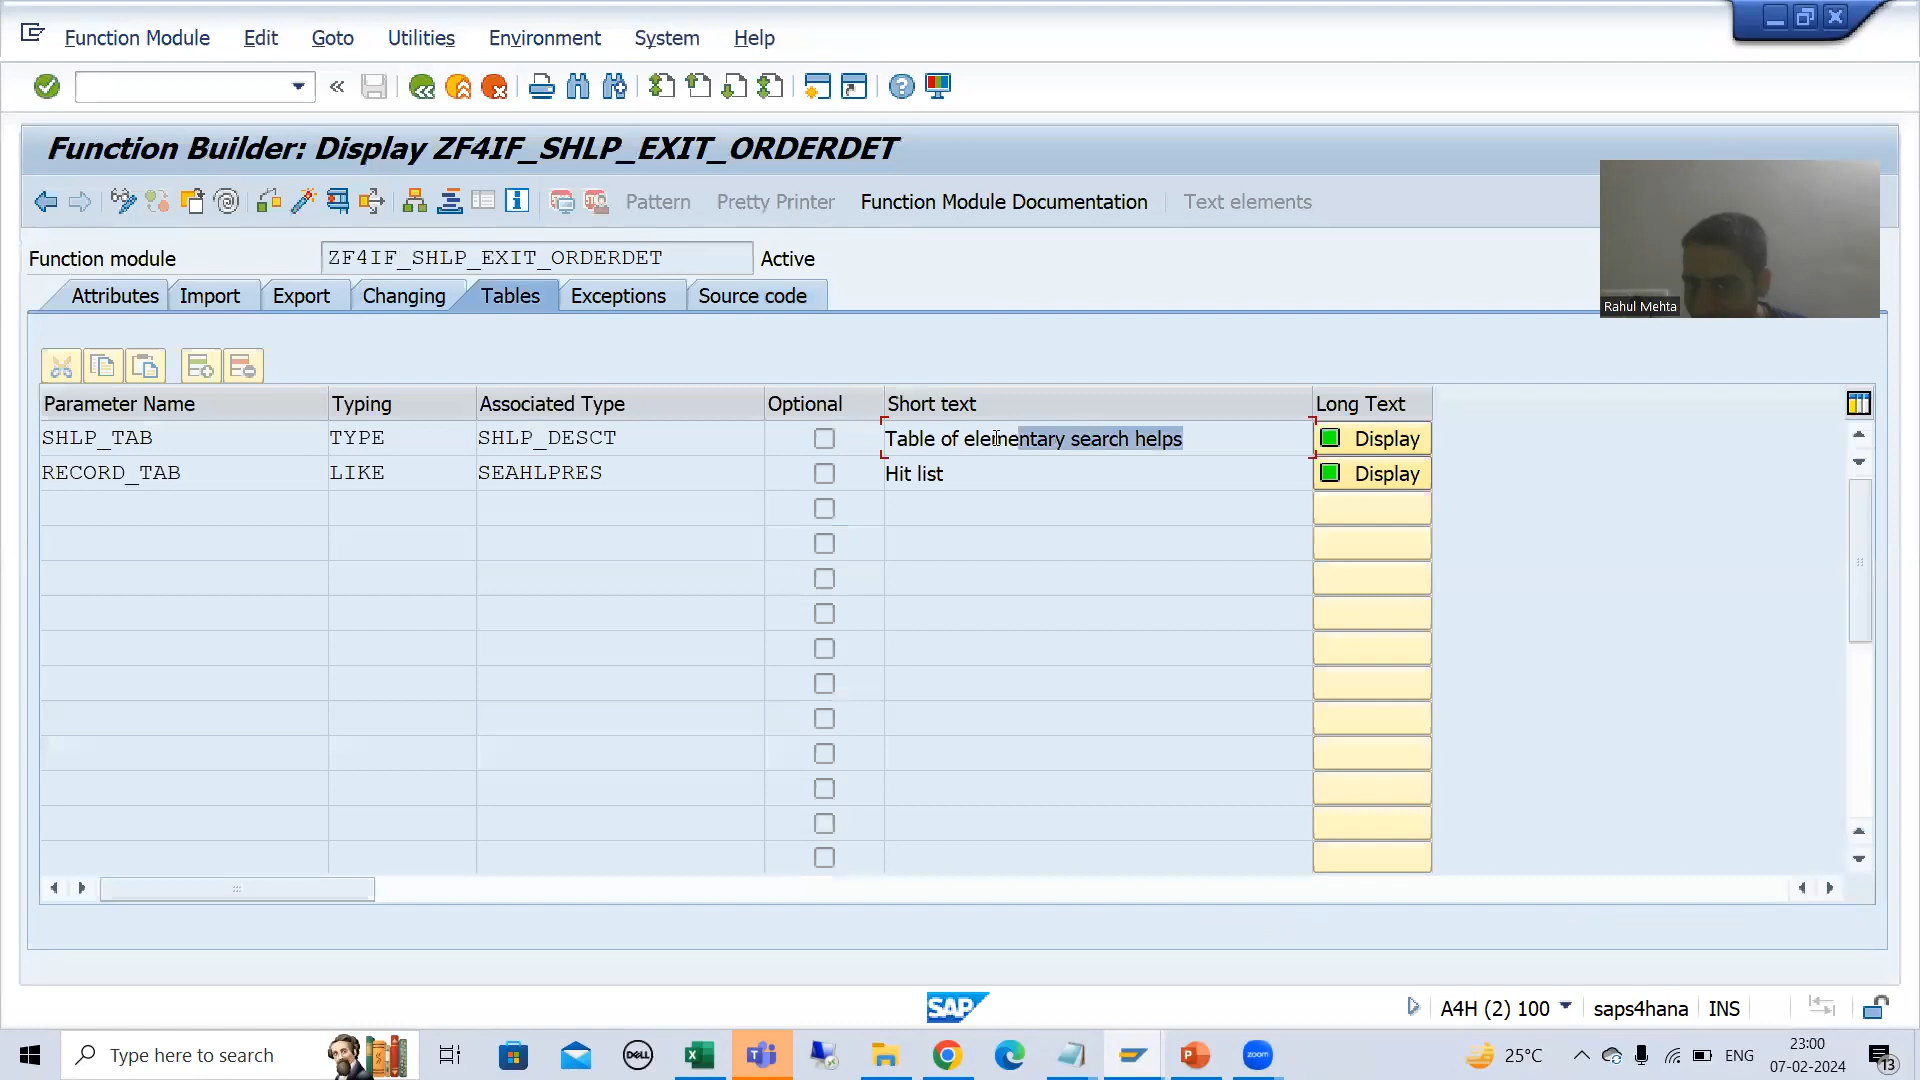 Function Module Edit Goto Utilities Environment System Help
Function Builder: Display ZF4IF_SHLP_EXIT_ORDERDET
Pattern Pretty Printer Function Module Documentation Text elements
Function module ZF4IF_SHLP_EXIT_ORDERDET Active
Attributes Import Export Changing Tables Exceptions Source code
Rahul Mehta
Parameter Name Typing Associated Type Optional Short text Long Text
SHLP_TAB TYPE SHLP_DESCT Table of elementary search helps Display
RECORD_TAB LIKE SEAHLPRES Hit list Display
SAP A4H (2) 100 saps4hana INS
Type here to search DELL zoom 25°C ENG 23:00
07-02-2024 13